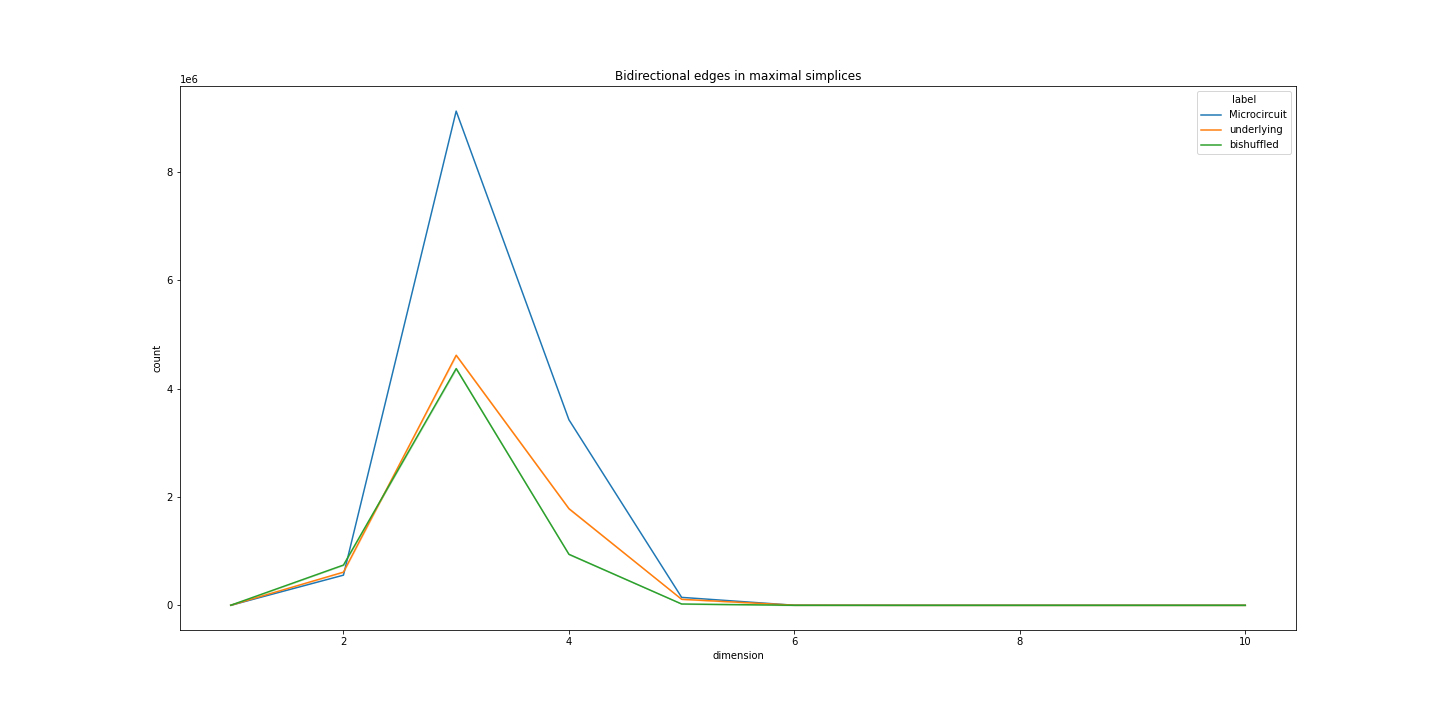 Bidirectional edges in maximal simplices
1e6
label
Microcircuit
underlying
bishuffled
8
6
4
2
0
count
2
4
6
8
10
dimension